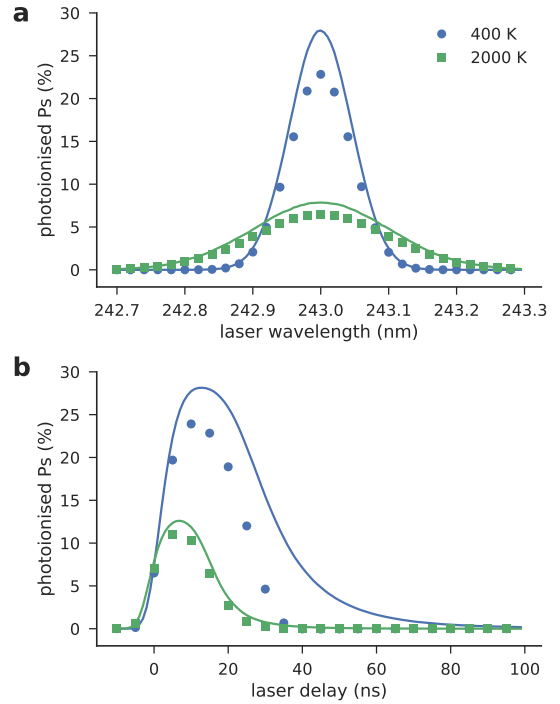 a
30
25
20
15
10
5
0
photoionised Ps (%)
400 K
2000 K
242.7 242.8 242.9 243.0 243.1 243.2 243.3
laser wavelength (nm)
b
30
25
20
15
10
5
0
photoionised Ps (%)
0 20 40 60 80 100
laser delay (ns)